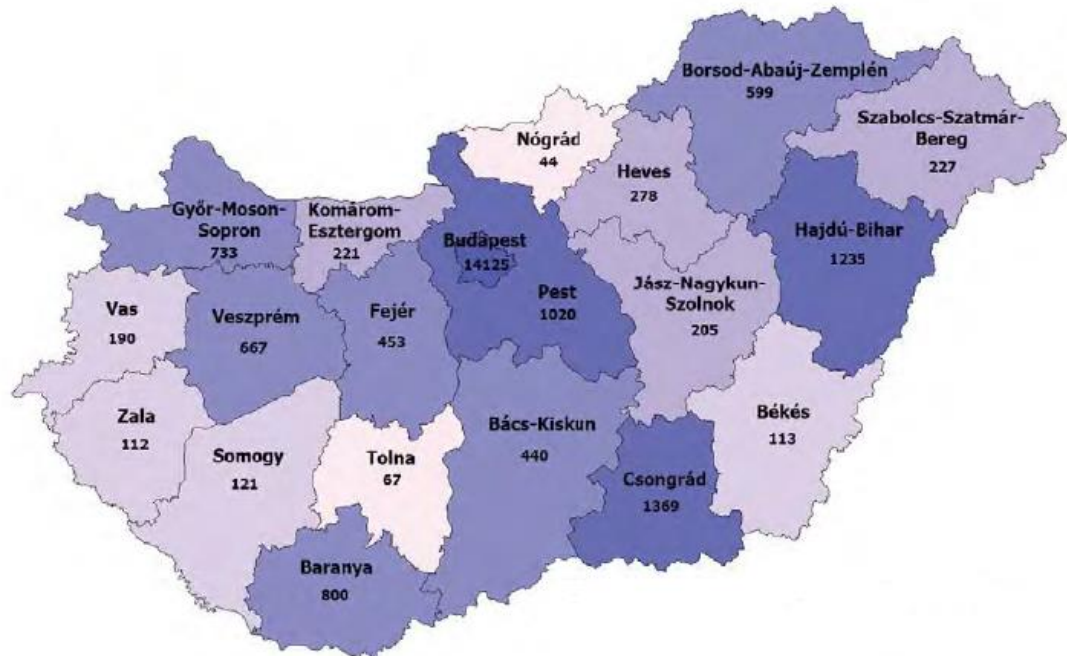 Borsod-Abaúj-Zemplén
599
Szabolcs-Szatmár-
Bereg
227
Nógrád
44
Heves
278
Győr-Moson-
Sopron
733
Komárom-
Esztergom
221
Budapest
14125
Hajdú-Bihar
1235
Pest
1020
Jász-Nagykun-
Szolnok
205
Vas
190
Veszprém
667
Fejér
453
Zala
112
Somogy
121
Tolna
67
Bács-Kiskun
440
Békés
113
Csongrád
1369
Baranya
800